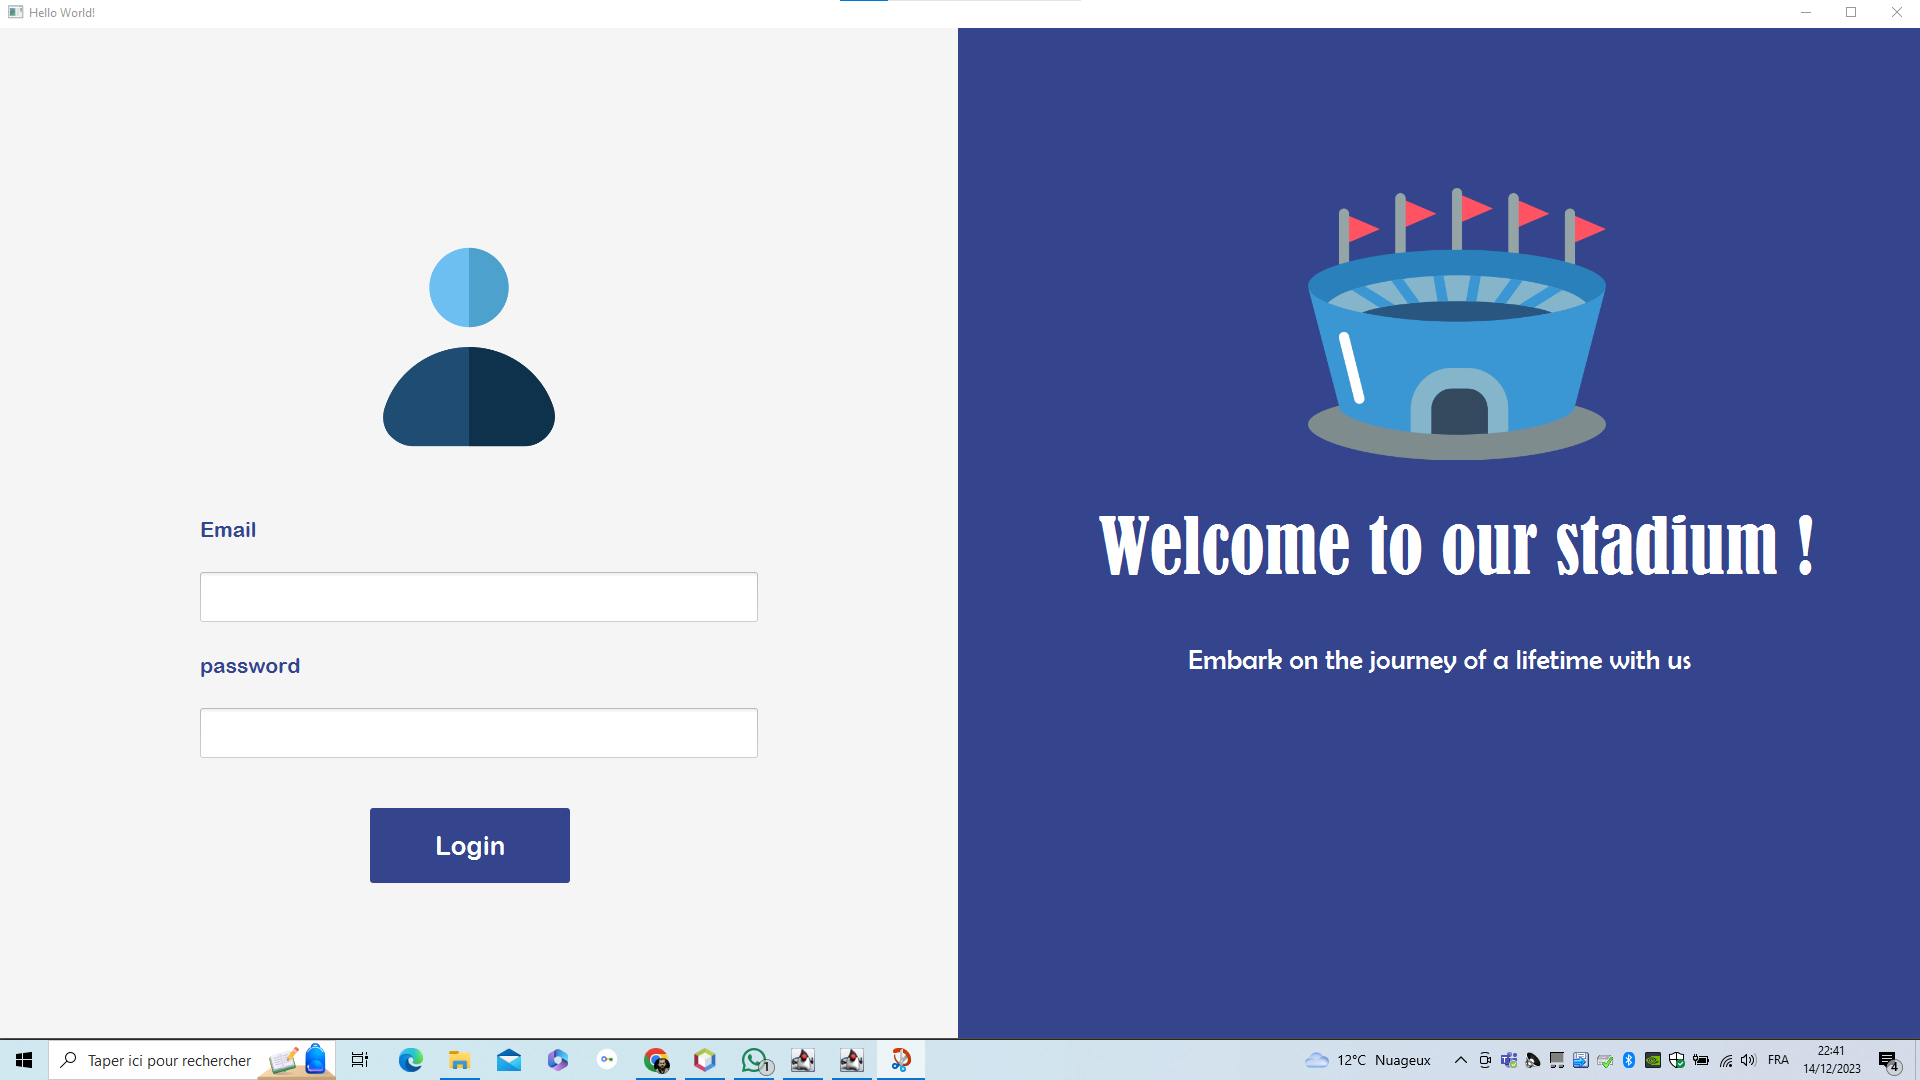 Hello World!
Email
password
Login
Welcome to our stadium !
Embark on the journey of a lifetime with us
Taper ici pour rechercher
1
12°C Nuageux
FRA
22:41
14/12/2023
4